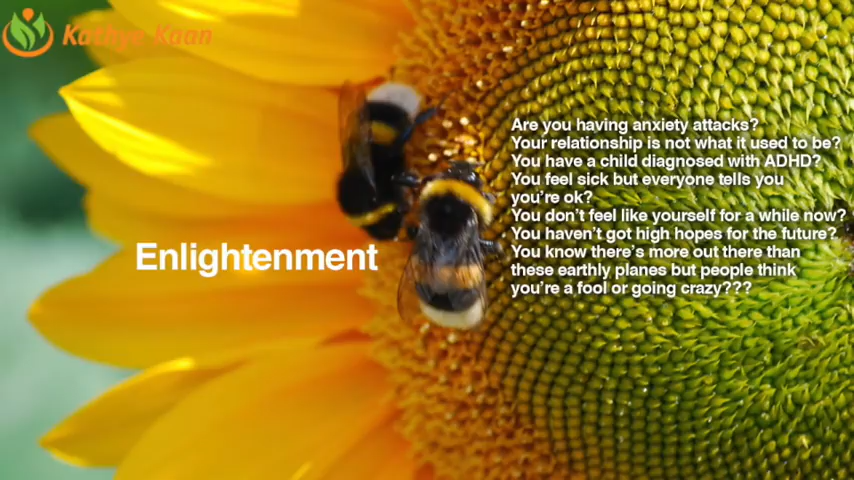 Kathye Kaan
Are you having anxiety attacks?
Your relationship is not what it used to be?
You have a child diagnosed with ADHD?
You feel sick but everyone tells you
you're ok?
You don't feel like yourself for a while now?
You haven't got high hopes for the future?
You know there's more out there than
these earthly planes but people think
you're a fool or going crazy???
Enlightenment